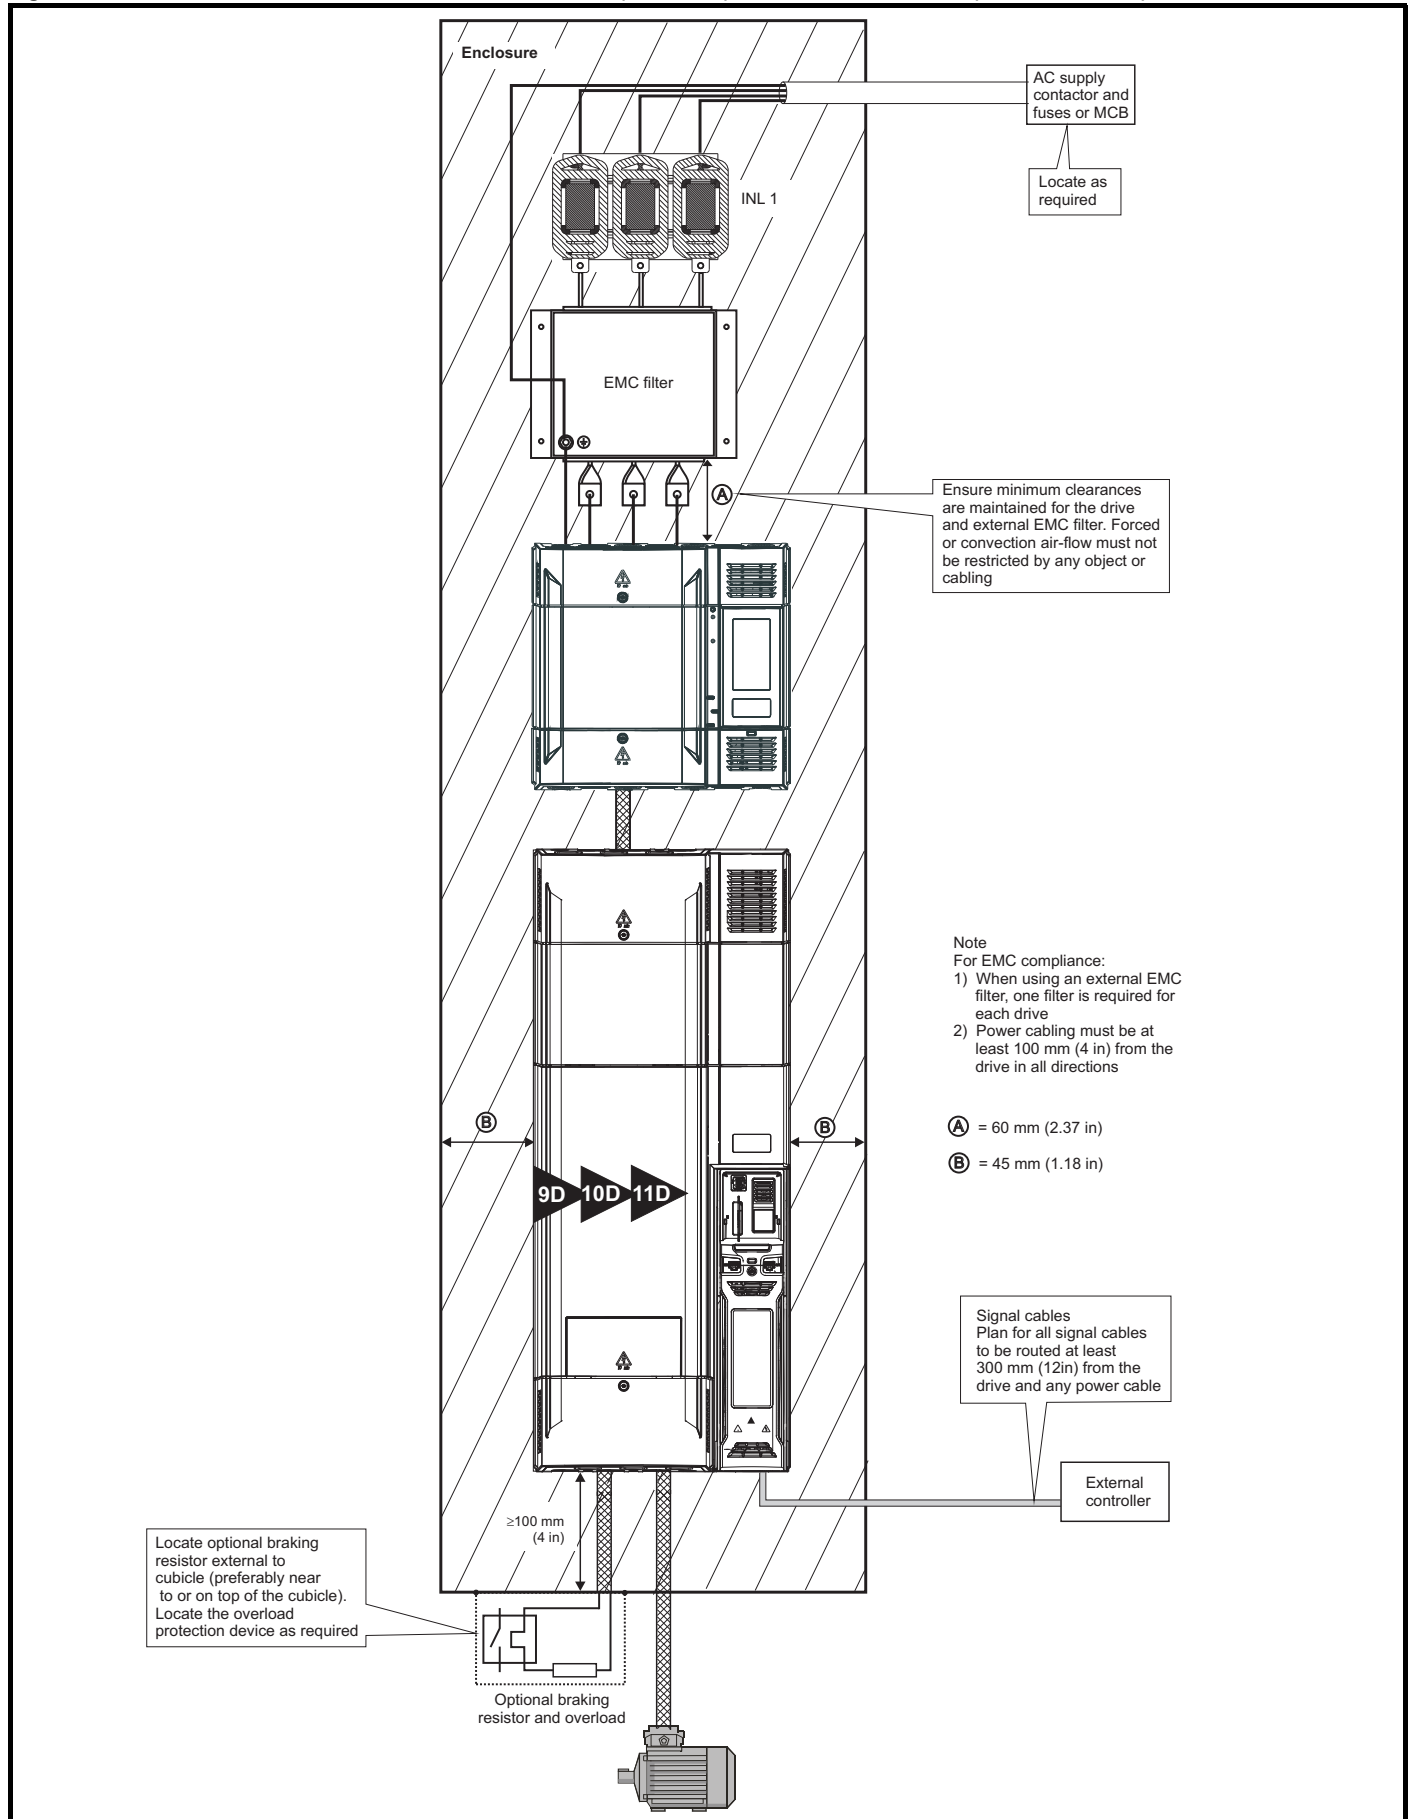 Enclosure
AC supply
contactor and
fuses or MCB
Locate as
required
INL 1
EMC filter
A
Ensure minimum clearances
are maintained for the drive
and external EMC filter. Forced
or convection air-flow must not
be restricted by any object or
cabling
Note
For EMC compliance:
1) When using an external EMC
filter, one filter is required for
each drive
2) Power cabling must be at
least 100 mm (4 in) from the
drive in all directions
B
B
A = 60 mm (2.37 in)
B = 45 mm (1.18 in)
9D 10D 11D
Signal cables
Plan for all signal cables
to be routed at least
300 mm (12in) from the
drive and any power cable
External
controller
≥100 mm
(4 in)
Locate optional braking
resistor external to
cubicle (preferably near
to or on top of the cubicle).
Locate the overload
protection device as required
Optional braking
resistor and overload